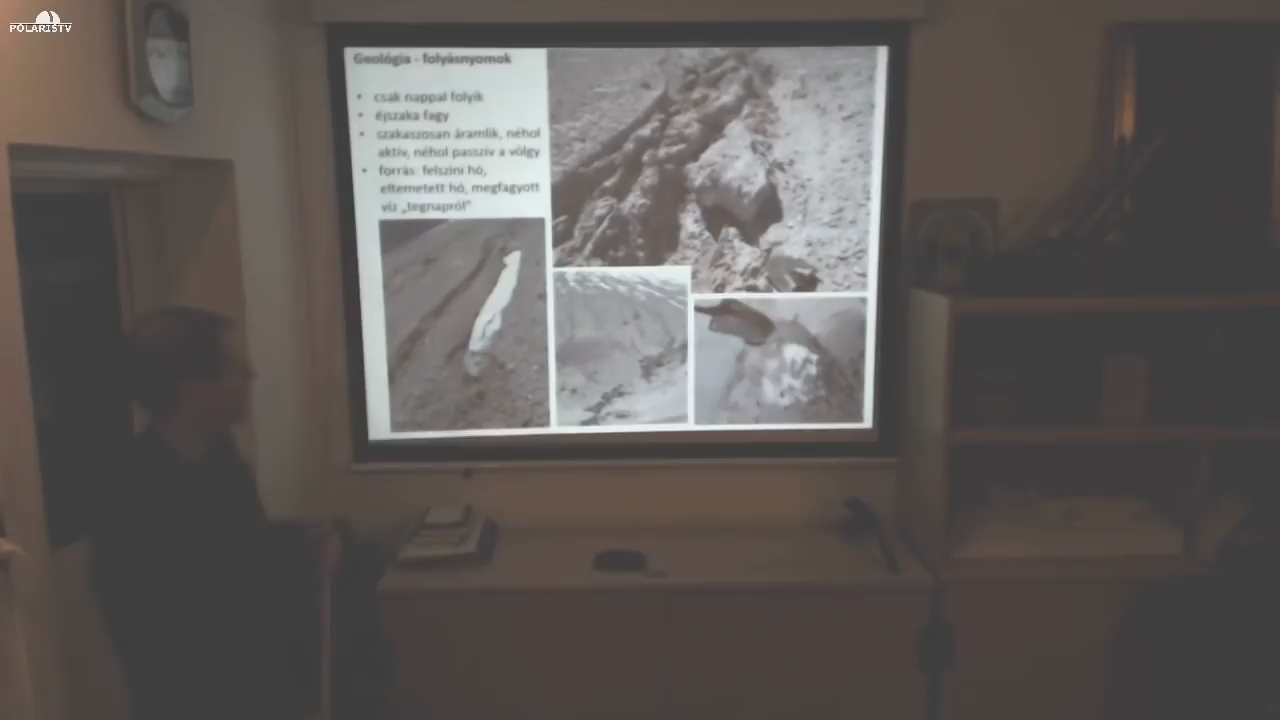 POLARISTV
Geológia - folyásnyomok
• csak nappal folyik
• éjszaka fagy
• szakaszosan áramlik, néhol
aktív, néhol passzív a völgy
• forrás: felszíni hó,
eltemetett hó, megfagyott
víz „tegnapról"